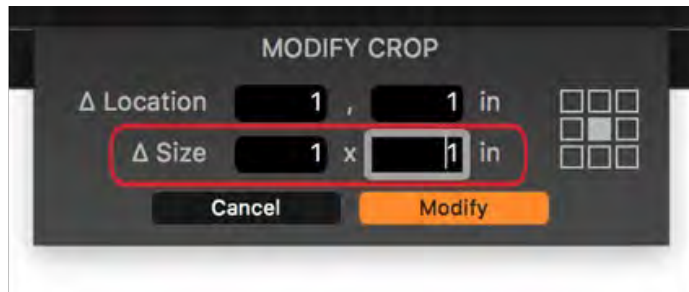 MODIFY CROP
Δ Location 1 , 1 in
Δ Size 1 x 1 in
Cancel Modify